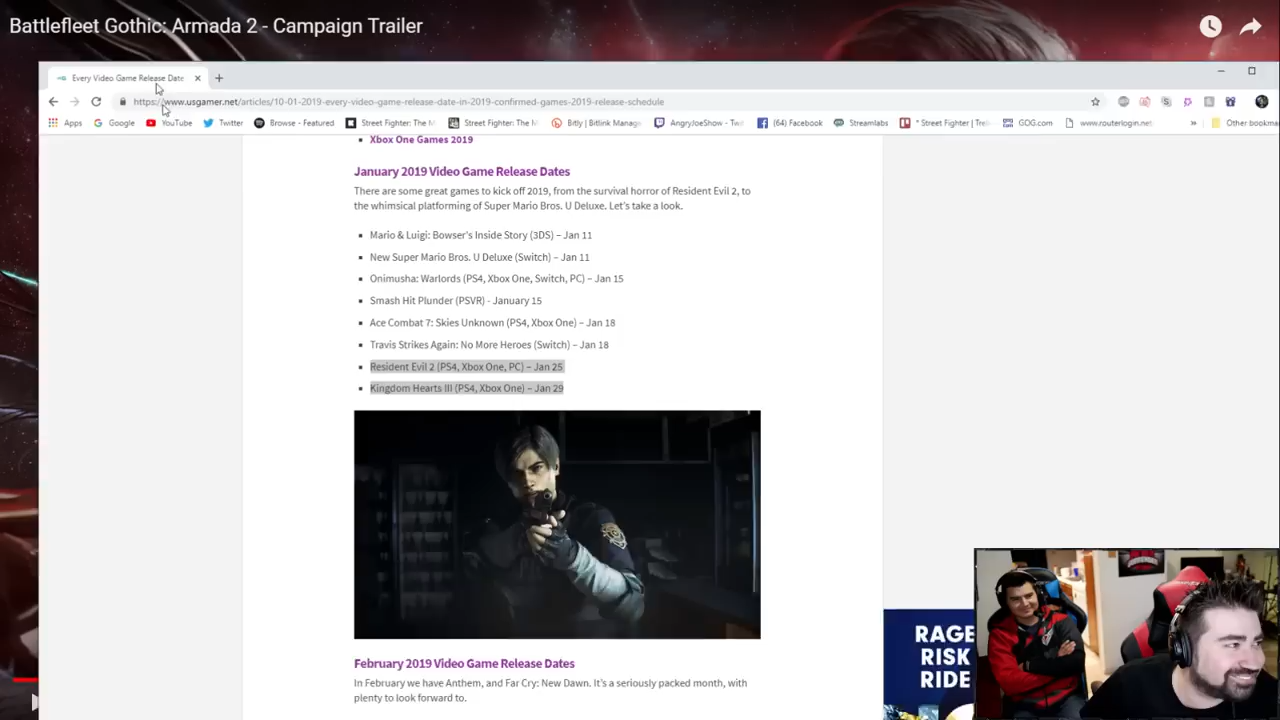 Battlefleet Gothic: Armada 2 - Campaign Trailer
Every Video Game Release Date
https://www.usgamer.net/articles/10-01-2019-every-video-game-release-date-in-2019-confirmed-games-2019-release-schedule
Apps Google YouTube Twitter Browse - Featured Street Fighter: The M Street Fighter: The M Bitly | Bitlink Manage AngryJoeShow - Twi (64) Facebook Streamlabs * Street Fighter | Trel GOG.com www.routerlogin.net » Other bookma
Xbox One Games 2019
January 2019 Video Game Release Dates
There are some great games to kick off 2019, from the survival horror of Resident Evil 2, to
the whimsical platforming of Super Mario Bros. U Deluxe. Let's take a look.
Mario & Luigi: Bowser's Inside Story (3DS) – Jan 11
New Super Mario Bros. U Deluxe (Switch) – Jan 11
Onimusha: Warlords (PS4, Xbox One, Switch, PC) – Jan 15
Smash Hit Plunder (PSVR) - January 15
Ace Combat 7: Skies Unknown (PS4, Xbox One) – Jan 18
Travis Strikes Again: No More Heroes (Switch) – Jan 18
Resident Evil 2 (PS4, Xbox One, PC) – Jan 25
Kingdom Hearts III (PS4, Xbox One) – Jan 29
RAGE
RISK
RIDE
February 2019 Video Game Release Dates
In February we have Anthem, and Far Cry: New Dawn. It's a seriously packed month, with
plenty to look forward to.